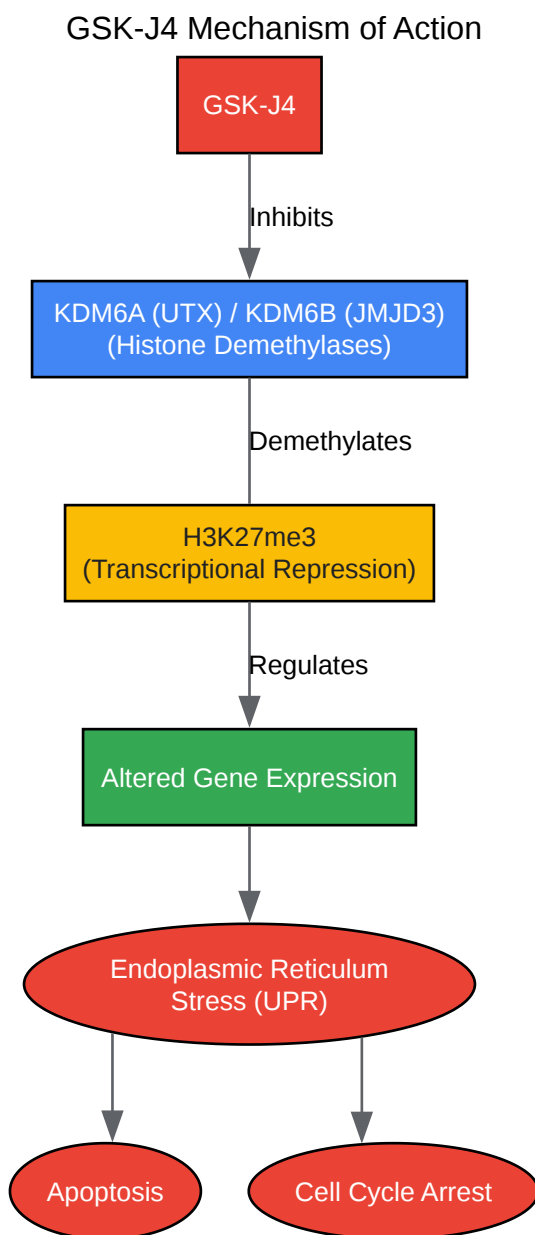 GSK-J4 Mechanism of Action
GSK-J4
Inhibits
KDM6A (UTX) / KDM6B (JMJD3)
(Histone Demethylases)
Demethylates
H3K27me3
(Transcriptional Repression)
Regulates
Altered Gene Expression
Endoplasmic Reticulum
Stress (UPR)
Apoptosis
Cell Cycle Arrest